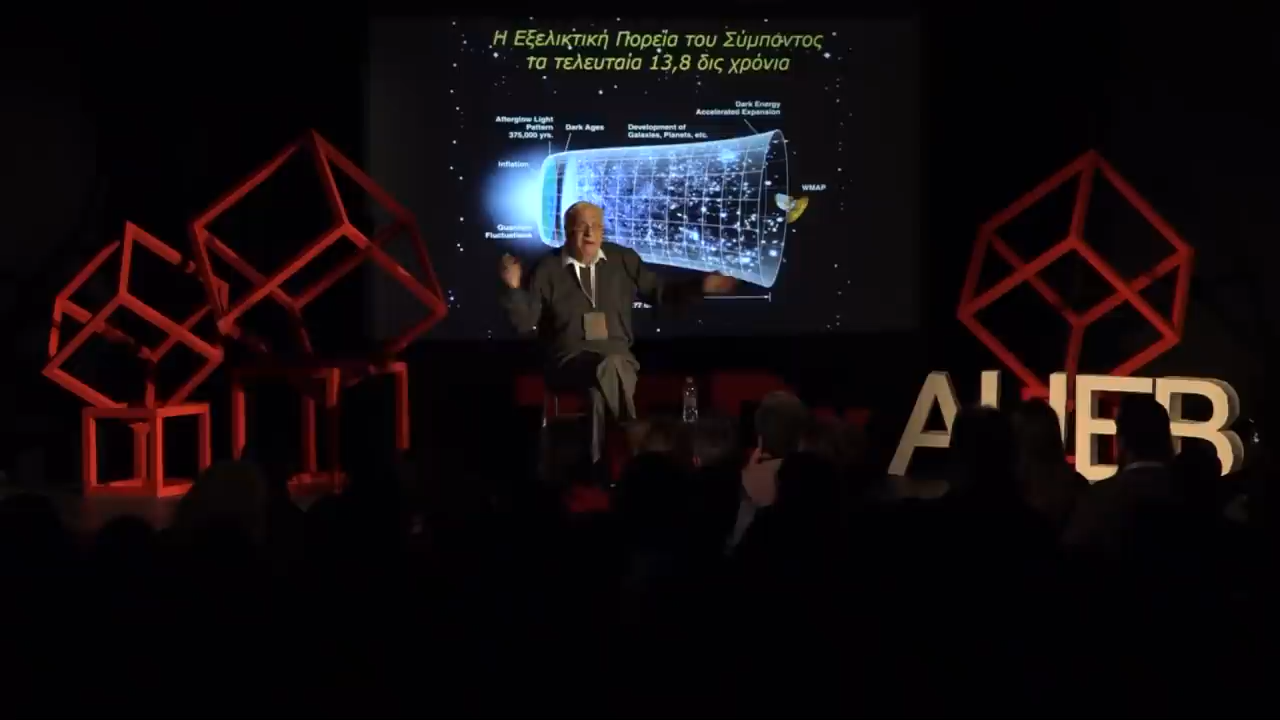 Η Εξελικτική Πορεία του Σύμπαντος
τα τελευταία 13,8 δις χρόνια
Dark Energy
Accelerated Expansion
Afterglow Light
Pattern
375,000 yrs.
Dark Ages
Development of
Galaxies, Planets, etc.
Inflation
WMAP
Quantum
Fluctuations
AUEB